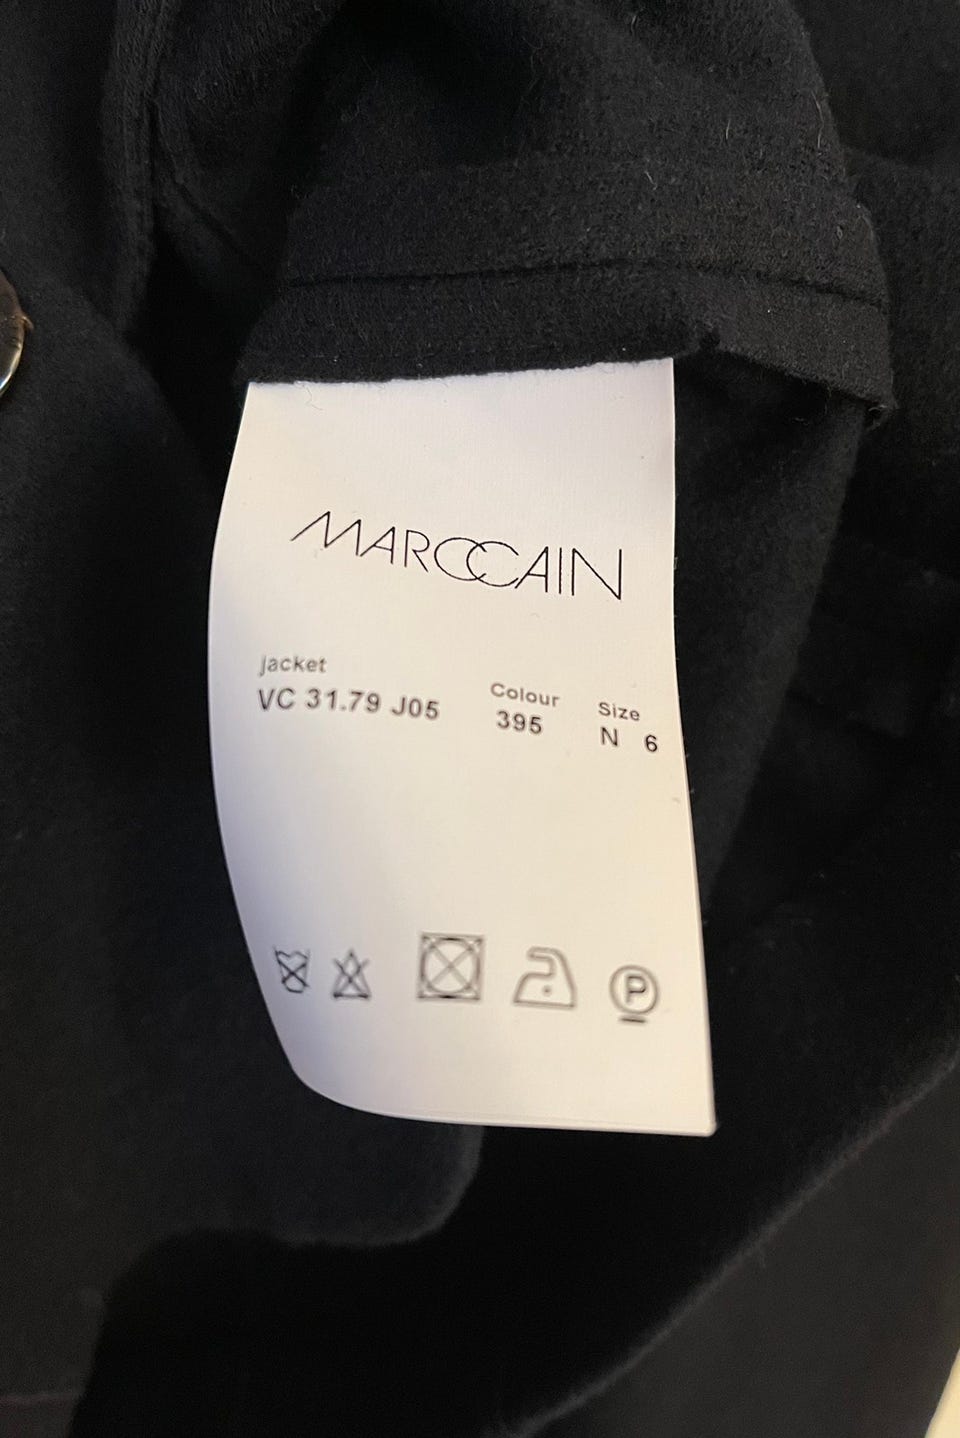 MARCCAIN
jacket
VC 31.79 J05
Colour
395
Size
N 6
P